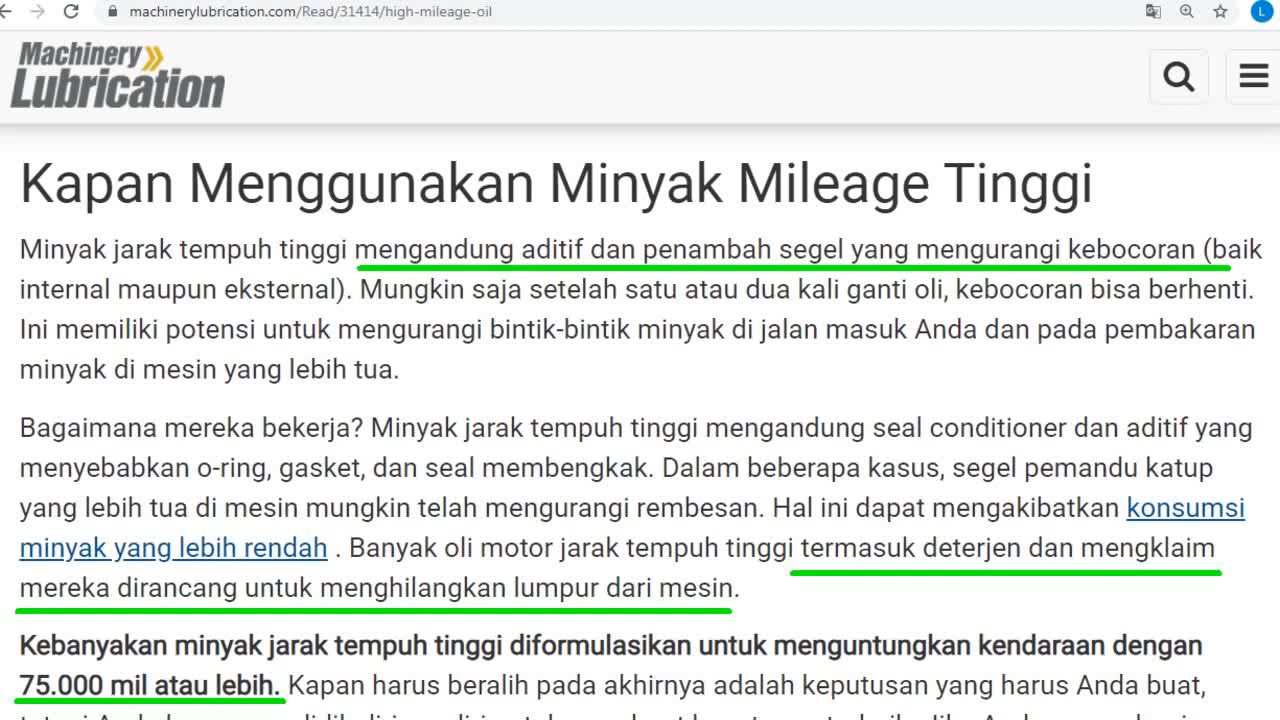 machinerylubrication.com/Read/31414/high-mileage-oil
L
Machinery
Lubrication
Kapan Menggunakan Minyak Mileage Tinggi
Minyak jarak tempuh tinggi mengandung aditif dan penambah segel yang mengurangi kebocoran (baik
internal maupun eksternal). Mungkin saja setelah satu atau dua kali ganti oli, kebocoran bisa berhenti.
Ini memiliki potensi untuk mengurangi bintik-bintik minyak di jalan masuk Anda dan pada pembakaran
minyak di mesin yang lebih tua.
Bagaimana mereka bekerja? Minyak jarak tempuh tinggi mengandung seal conditioner dan aditif yang
menyebabkan o-ring, gasket, dan seal membengkak. Dalam beberapa kasus, segel pemandu katup
yang lebih tua di mesin mungkin telah mengurangi rembesan. Hal ini dapat mengakibatkan konsumsi
minyak yang lebih rendah . Banyak oli motor jarak tempuh tinggi termasuk deterjen dan mengklaim
mereka dirancang untuk menghilangkan lumpur dari mesin.
Kebanyakan minyak jarak tempuh tinggi diformulasikan untuk menguntungkan kendaraan dengan
75.000 mil atau lebih. Kapan harus beralih pada akhirnya adalah keputusan yang harus Anda buat,